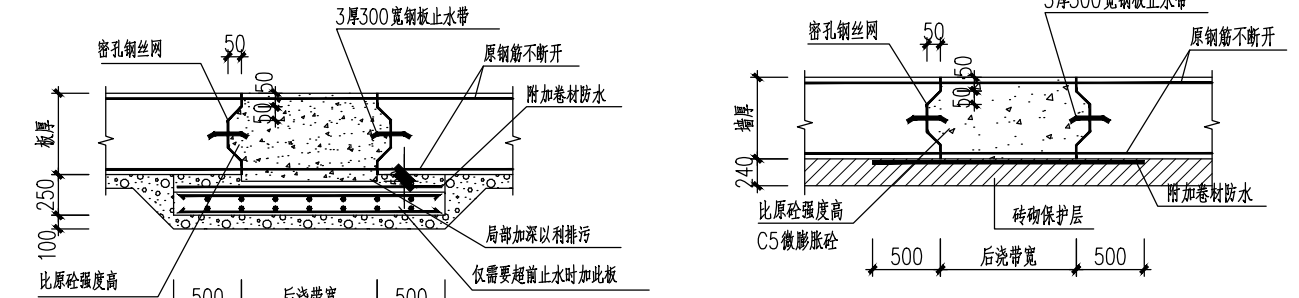 3厚300宽钢板止水带
密孔钢丝网
50
原钢筋不断开
50
50
附加卷材防水
板厚
250
100
局部加深以利排污
比原砼强度高
仅需要超前止水时加此板
500
后浇带宽
500
3厚300宽钢板止水带
密孔钢丝网
50
原钢筋不断开
50
50
墙厚
240
附加卷材防水
比原砼强度高
C5微膨胀砼
砖砌保护层
500
后浇带宽
500